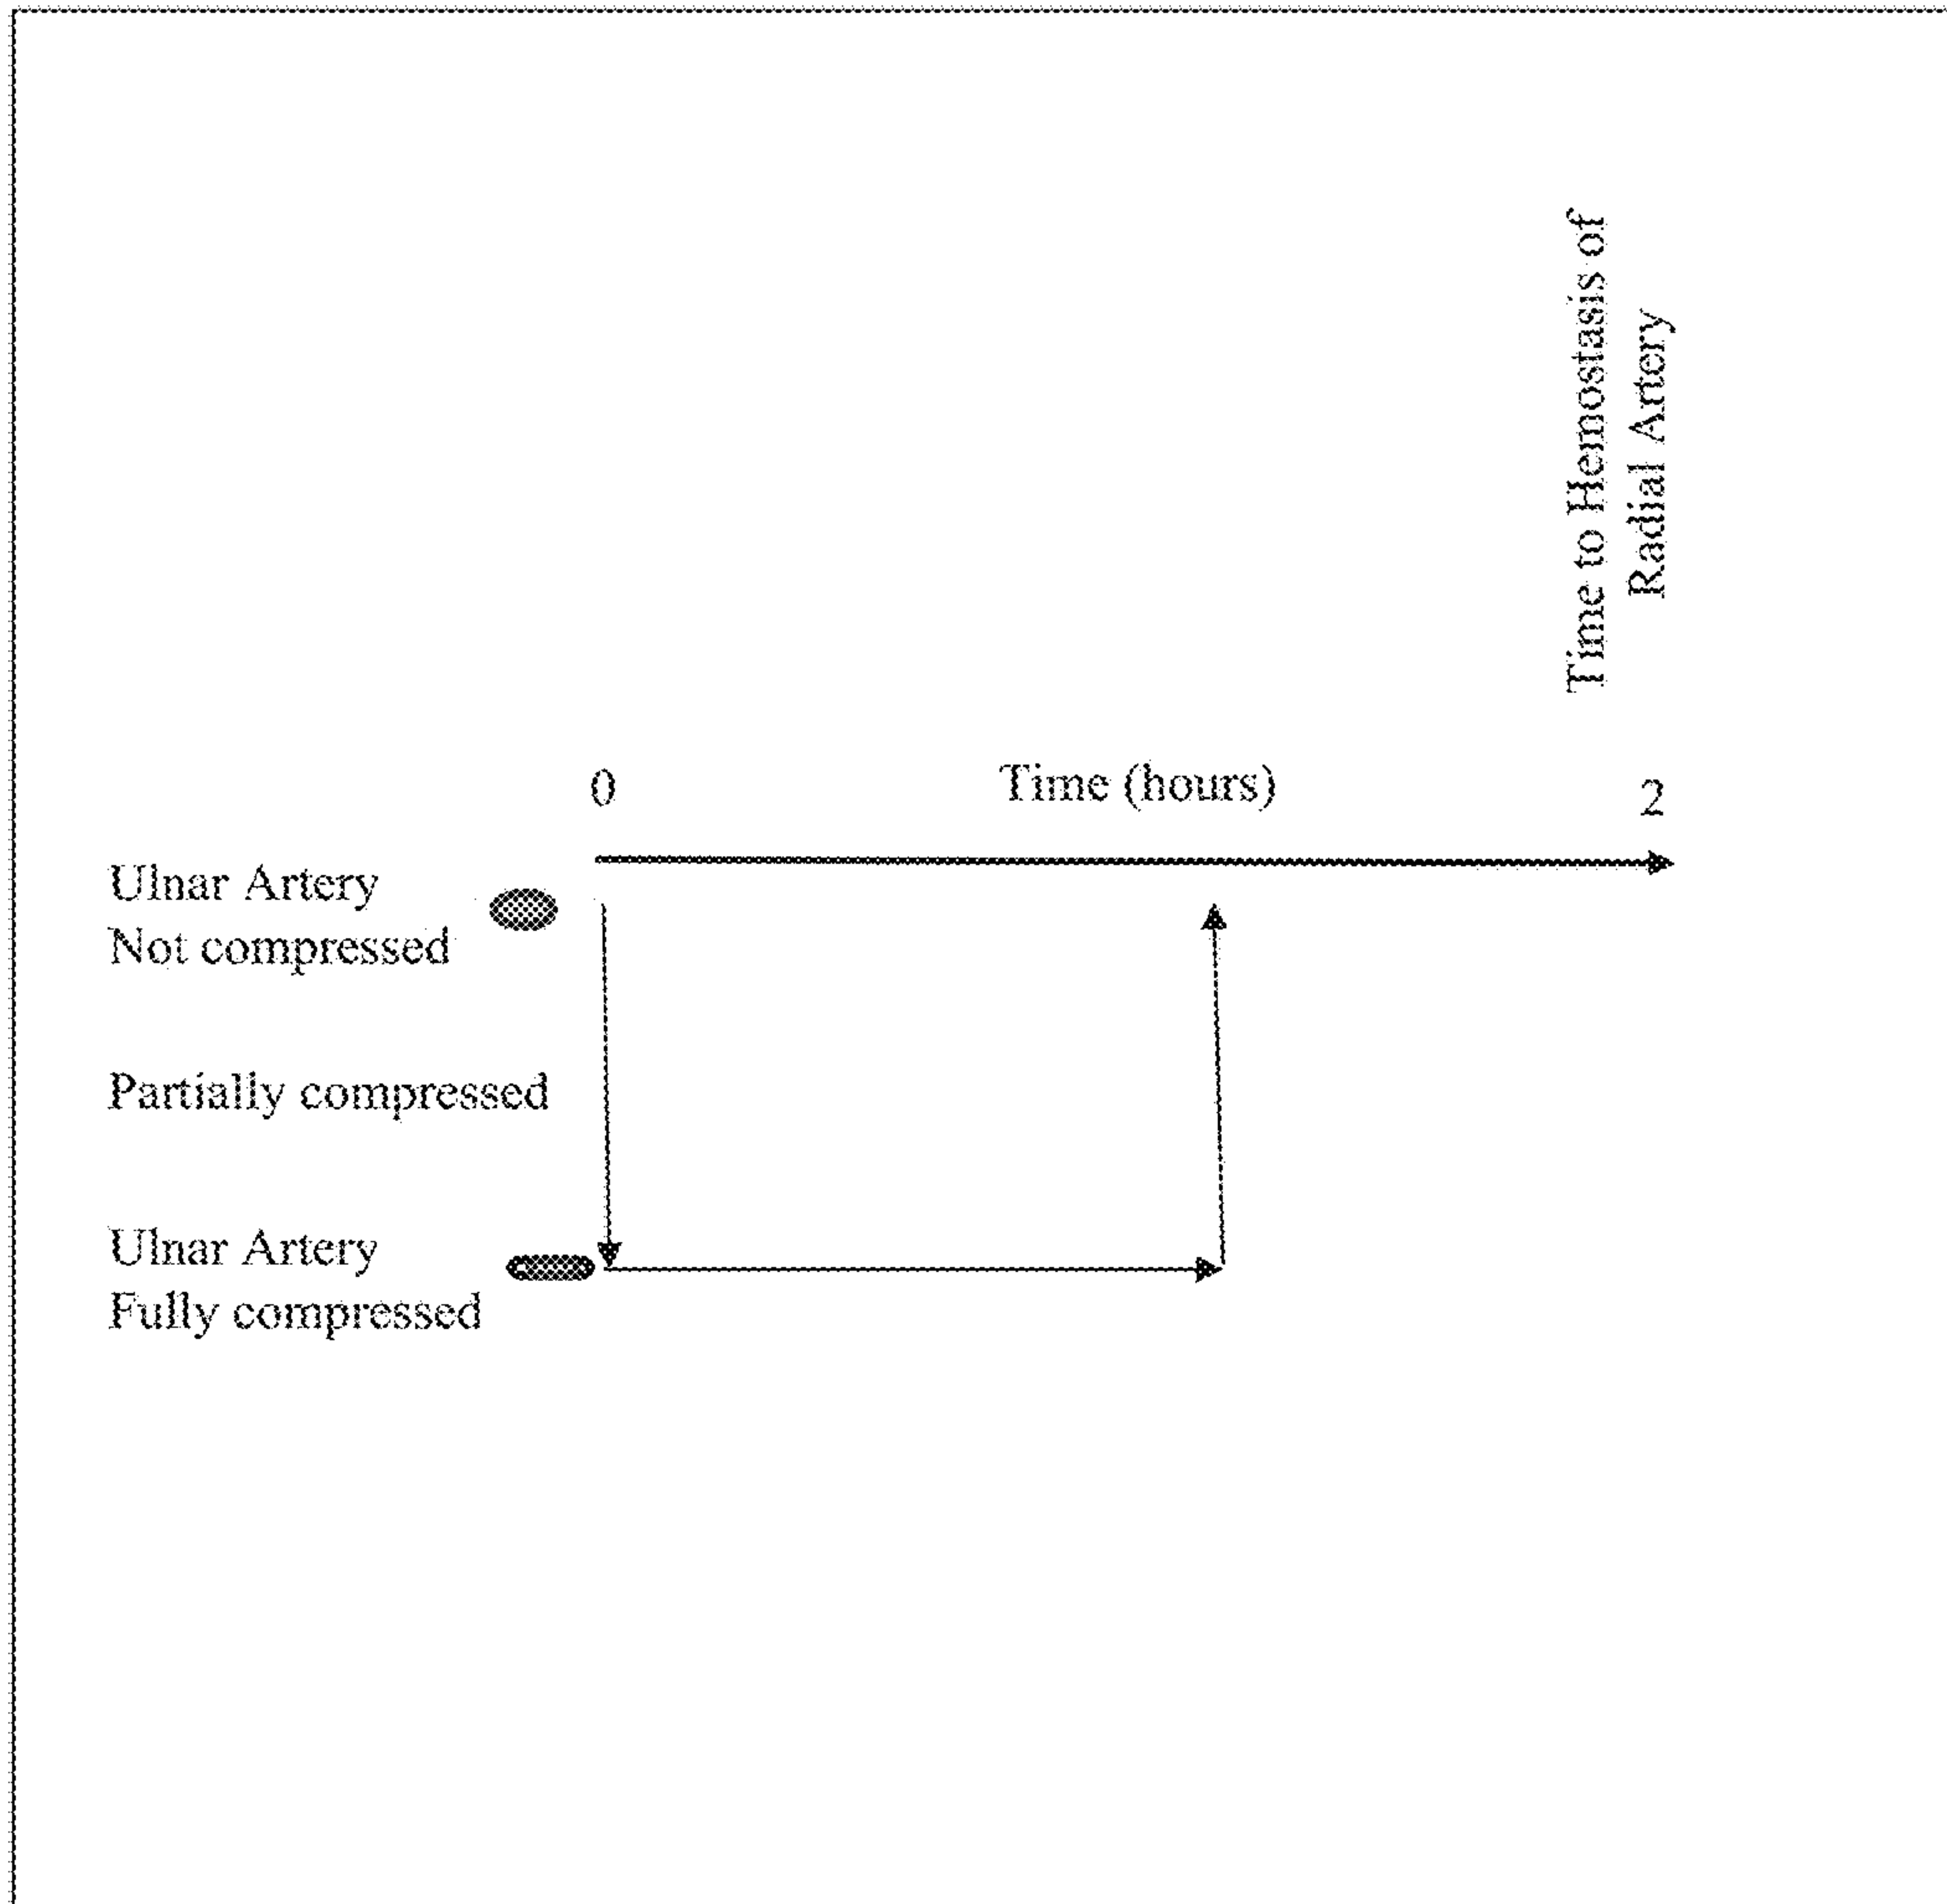 Time to Hemostasis of
Radial Artery
0
Time (hours)
2
Ulnar Artery
Not compressed
Partially compressed
Ulnar Artery
Fully compressed